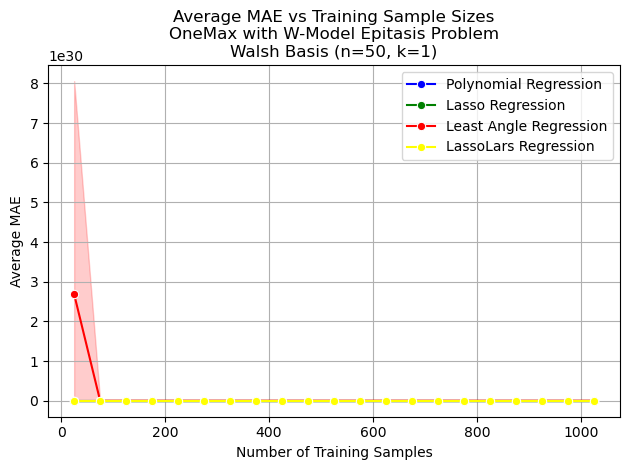 Average MAE vs Training Sample Sizes
OneMax with W-Model Epitasis Problem
Walsh Basis (n=50, k=1)
1e30
Polynomial Regression
Lasso Regression
Least Angle Regression
LassoLars Regression
8
7
6
5
4
3
2
1
0
Average MAE
0 200 400 600 800 1000
Number of Training Samples